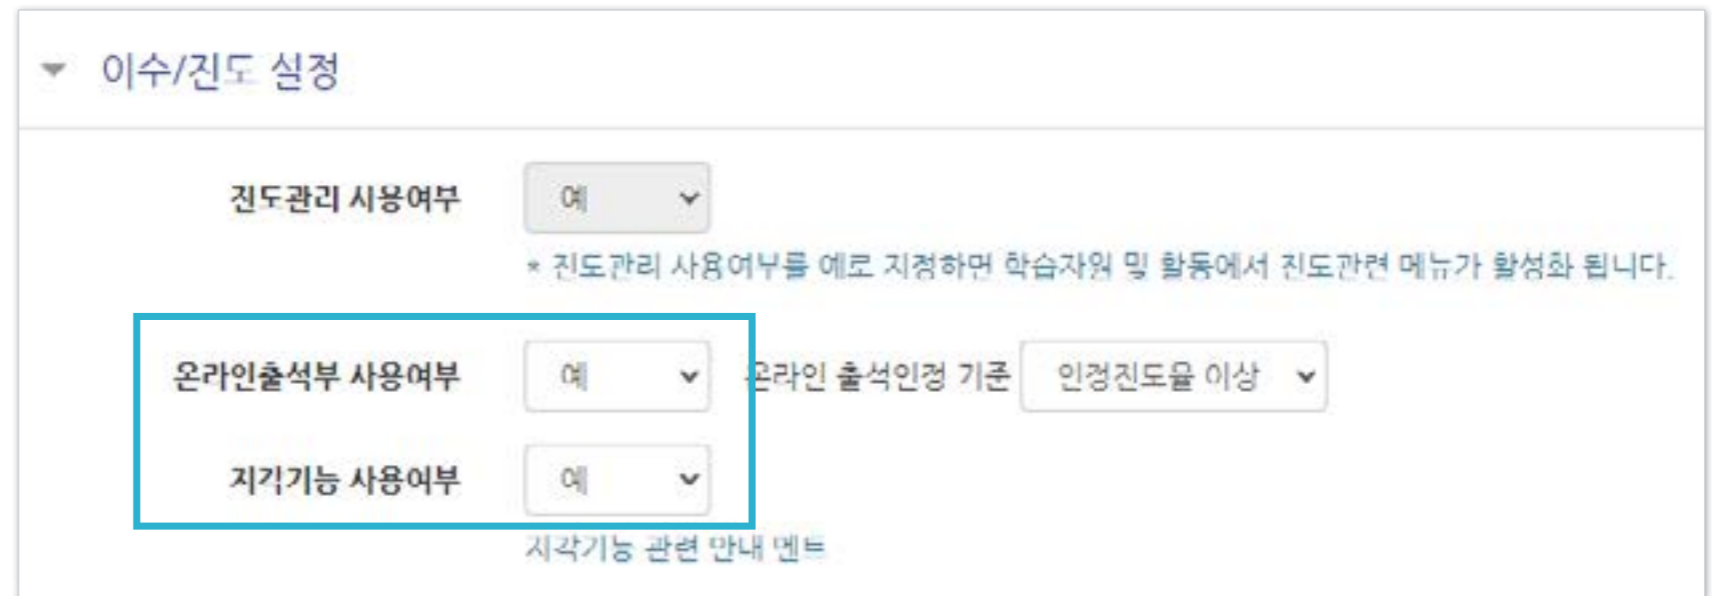 이수/진도 설정
진도관리 사용여부 예
* 진도관리 사용여부를 예로 지정하면 학습자원 및 활동에서 진도관련 메뉴가 활성화 됩니다.
온라인출석부 사용여부 예 온라인 출석인정 기준 인정진도율 이상
지각기능 사용여부 예
지각기능 관련 안내 멘트